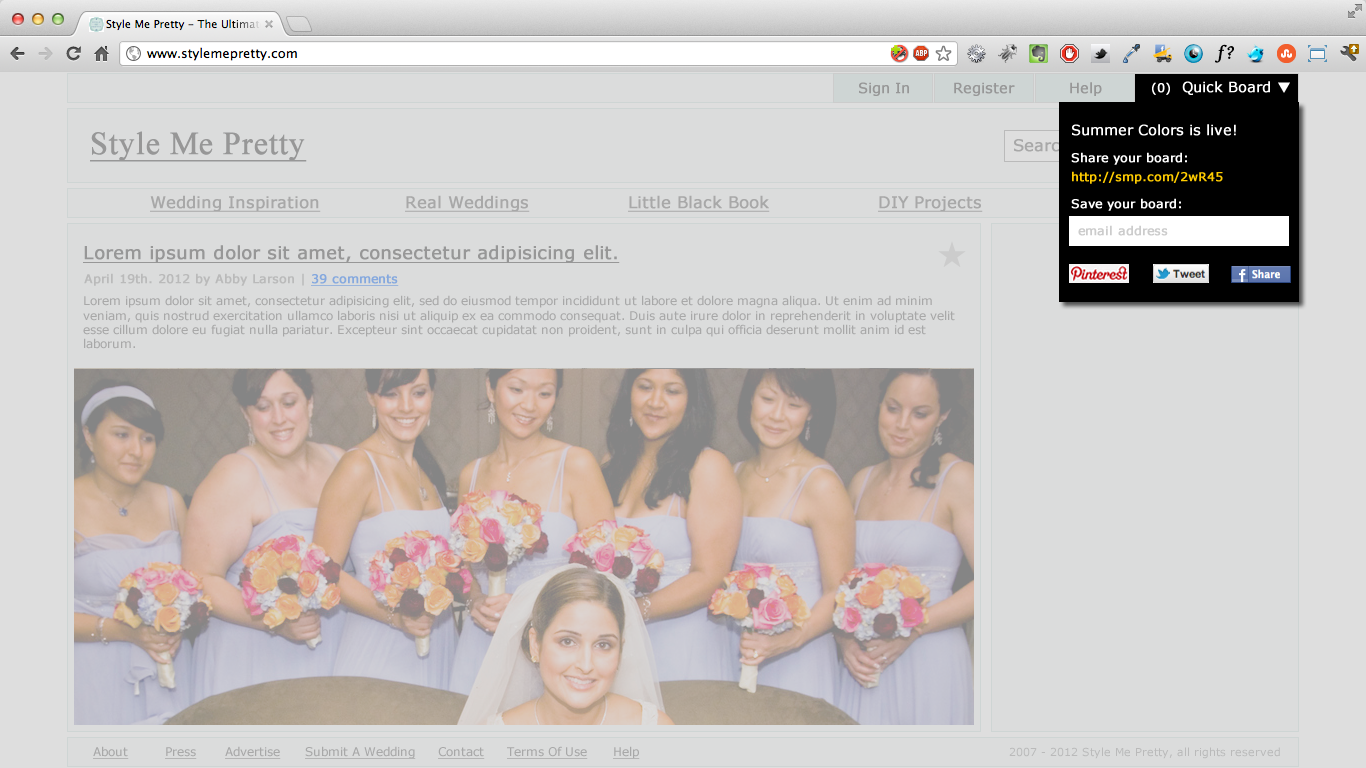 Style Me Pretty – The Ultima
www.stylemepretty.com
ABP
f?
Sign In
Register
Help
(0) Quick Board ▼
Summer Colors is live!
Share your board:
http://smp.com/2wR45
Save your board:
email address
Pinterest
Tweet
f Share
Style Me Pretty
Searc
Wedding Inspiration
Real Weddings
Little Black Book
DIY Projects
Lorem ipsum dolor sit amet, consectetur adipisicing elit.
April 19th. 2012 by Abby Larson | 39 comments
Lorem ipsum dolor sit amet, consectetur adipisicing elit, sed do eiusmod tempor incididunt ut labore et dolore magna aliqua. Ut enim ad minim
veniam, quis nostrud exercitation ullamco laboris nisi ut aliquip ex ea commodo consequat. Duis aute irure dolor in reprehenderit in voluptate velit
esse cillum dolore eu fugiat nulla pariatur. Excepteur sint occaecat cupidatat non proident, sunt in culpa qui officia deserunt mollit anim id est
laborum.
About
Press
Advertise
Submit A Wedding
Contact
Terms Of Use
Help
2007 - 2012 Style Me Pretty, all rights reserved